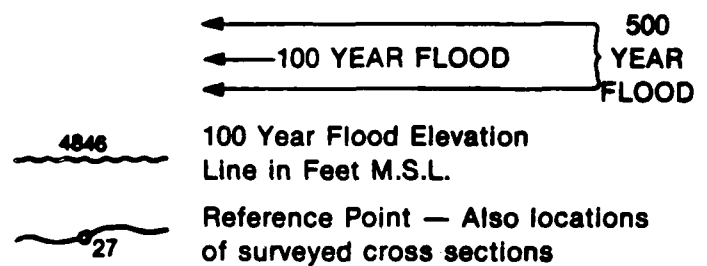 500
100 YEAR FLOOD YEAR
FLOOD
4846
100 Year Flood Elevation
Line in Feet M.S.L.
27
Reference Point — Also locations
of surveyed cross sections